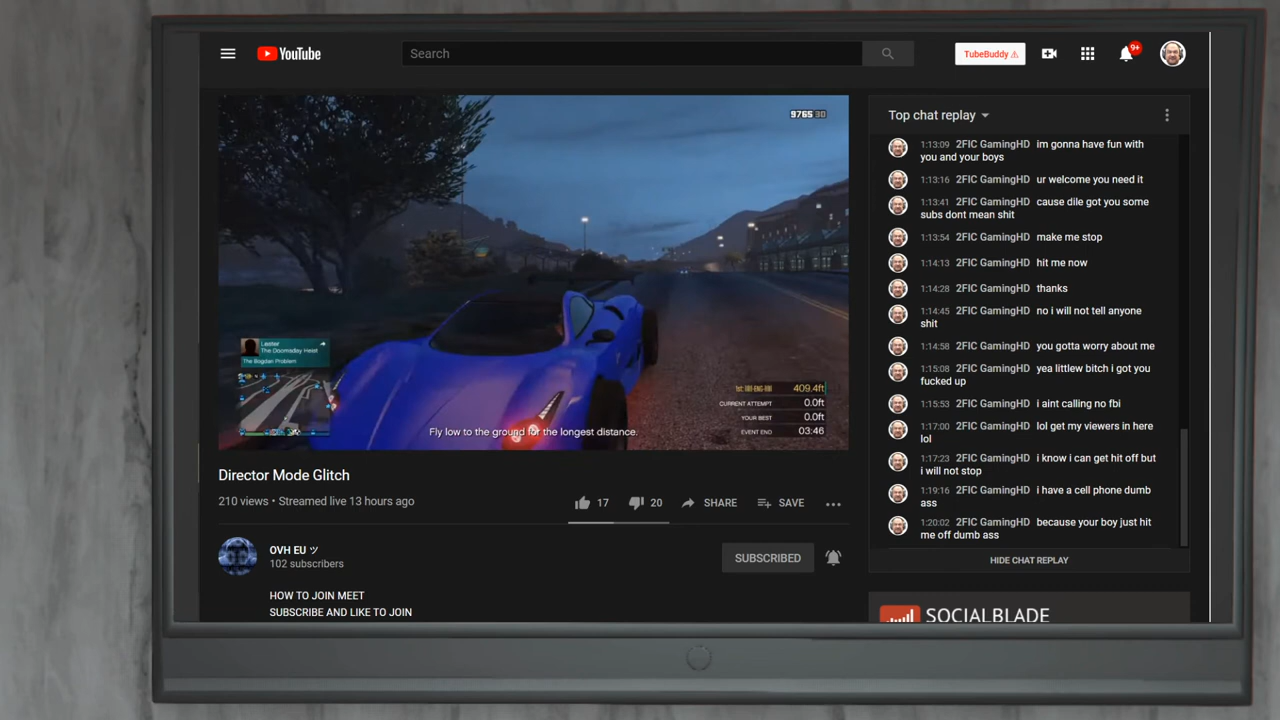 YouTube
Search
TubeBuddy
9+
976530
Lester
The Doomsday Heist
The Bogdan Problem
409.4ft
CURRENT ATTEMPT 0.0ft
YOUR BEST 0.0ft
EVENT END 03:46
Fly low to the ground for the longest distance.
Director Mode Glitch
210 views • Streamed live 13 hours ago
17
20
SHARE
SAVE
OVH EU ツ
102 subscribers
SUBSCRIBED
HOW TO JOIN MEET
SUBSCRIBE AND LIKE TO JOIN
Top chat replay
1:13:09 2FIC GamingHD im gonna have fun with
you and your boys
1:13:16 2FIC GamingHD ur welcome you need it
1:13:41 2FIC GamingHD cause dile got you some
subs dont mean shit
1:13:54 2FIC GamingHD make me stop
1:14:13 2FIC GamingHD hit me now
1:14:28 2FIC GamingHD thanks
1:14:45 2FIC GamingHD no i will not tell anyone
shit
1:14:58 2FIC GamingHD you gotta worry about me
1:15:08 2FIC GamingHD yea littlew bitch i got you
fucked up
1:15:53 2FIC GamingHD i aint calling no fbi
1:17:00 2FIC GamingHD lol get my viewers in here
lol
1:17:23 2FIC GamingHD i know i can get hit off but
i will not stop
1:19:16 2FIC GamingHD i have a cell phone dumb
ass
1:20:02 2FIC GamingHD because your boy just hit
me off dumb ass
HIDE CHAT REPLAY
SOCIALBLADE